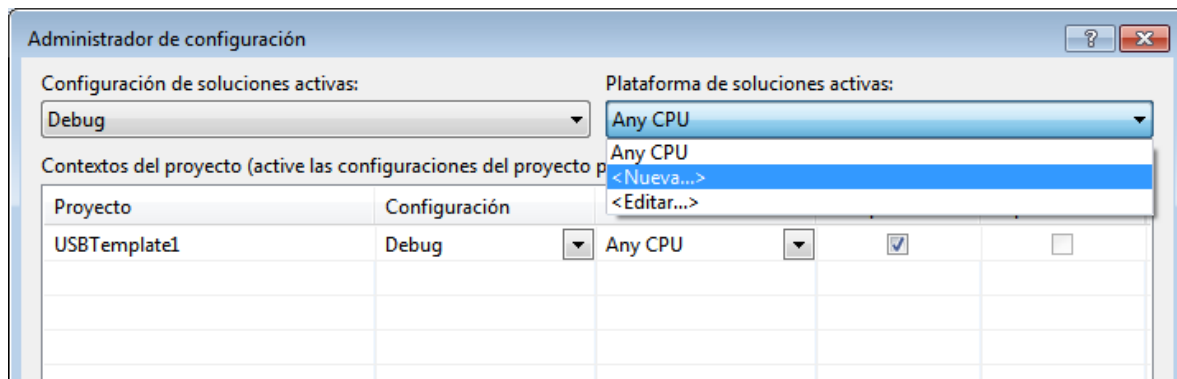 Administrador de configuración
Configuración de soluciones activas:
Plataforma de soluciones activas:
Debug
Any CPU
Any CPU
Contextos del proyecto (active las configuraciones del proyecto p
<Nueva...>
<Editar...>
Proyecto
Configuración
USBTemplate1
Debug
Any CPU